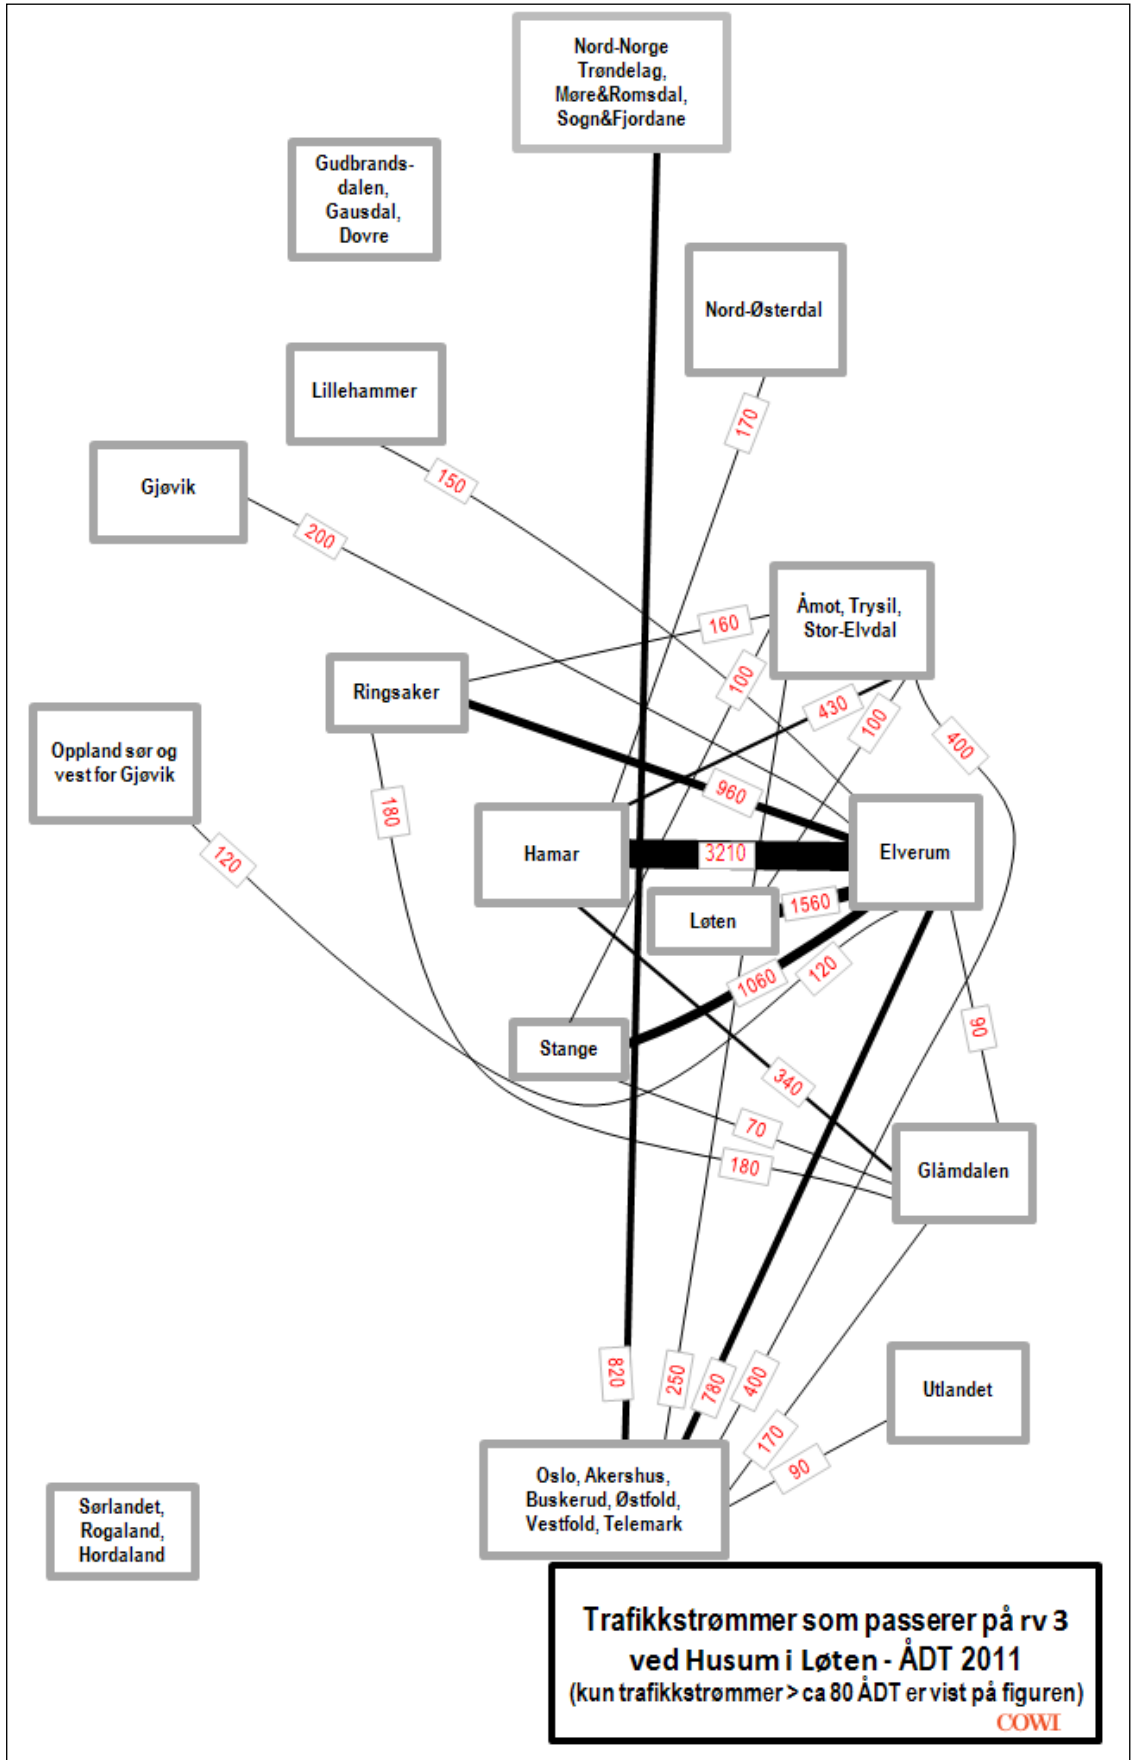 Nord-Norge
Trøndelag,
Møre&Romsdal,
Sogn&Fjordane
Gudbrands-
dalen,
Gausdal,
Dovre
Nord-Østerdal
Lillehammer
170
150
Gjøvik
200
Åmot, Trysil,
Stor-Elvdal
160
100
Ringsaker
430
100
400
Oppland sør og
vest for Gjøvik
960
180
120
Hamar
3210
Elverum
Løten
1560
120
1060
90
Stange
340
70
180
Glåmdalen
820
250
780
400
Utlandet
170
90
Oslo, Akershus,
Buskerud, Østfold,
Vestfold, Telemark
Sørlandet,
Rogaland,
Hordaland
Trafikkstrømmer som passerer på rv 3
ved Husum i Løten - ÅDT 2011
(kun trafikkstrømmer > ca 80 ÅDT er vist på figuren)
COWI